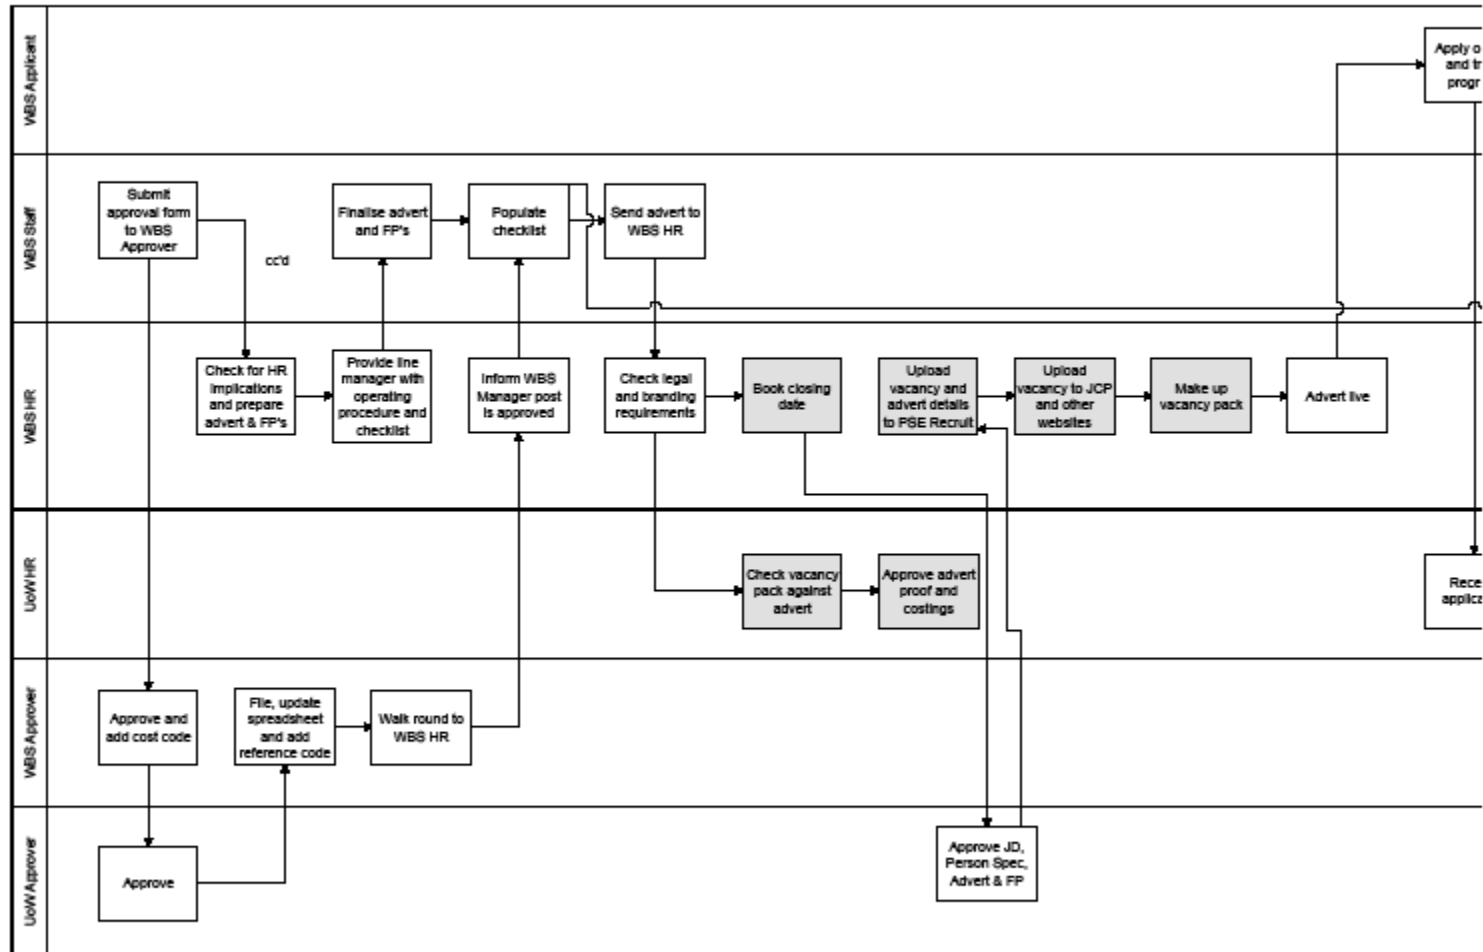 WBS Applicant
Apply o
and tr
progr
WBS Staff
Submit
approval form
to WBS
Approver
cc'd
Finalise advert
and FP's
Populate
checklist
Send advert to
WBS HR
WBS HR
Check for HR
implications
and prepare
advert & FP's
Provide line
manager with
operating
procedure and
checklist
Inform WBS
Manager post
is approved
Check legal
and branding
requirements
Book closing
date
Upload
vacancy and
advert details
to PSE Recruit
Upload
vacancy to JCP
and other
websites
Make up
vacancy pack
Advert live
UoW HR
Check vacancy
pack against
advert
Approve advert
proof and
costings
Rece
applica
WBS Approver
Approve and
add cost code
File, update
spreadsheet
and add
reference code
Walk round to
WBS HR
UoW Approver
Approve
Approve JD,
Person Spec,
Advert & FP